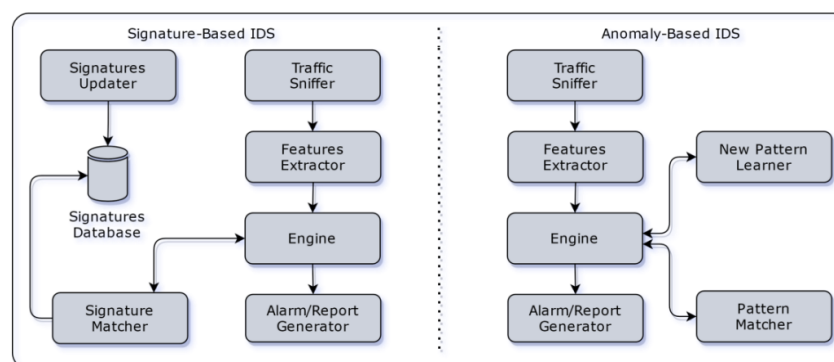 Signature-Based IDS
Signatures
Updater
Traffic
Sniffer
Features
Extractor
Signatures
Database
Engine
Signature
Matcher
Alarm/Report
Generator
Anomaly-Based IDS
Traffic
Sniffer
Features
Extractor
New Pattern
Learner
Engine
Alarm/Report
Generator
Pattern
Matcher